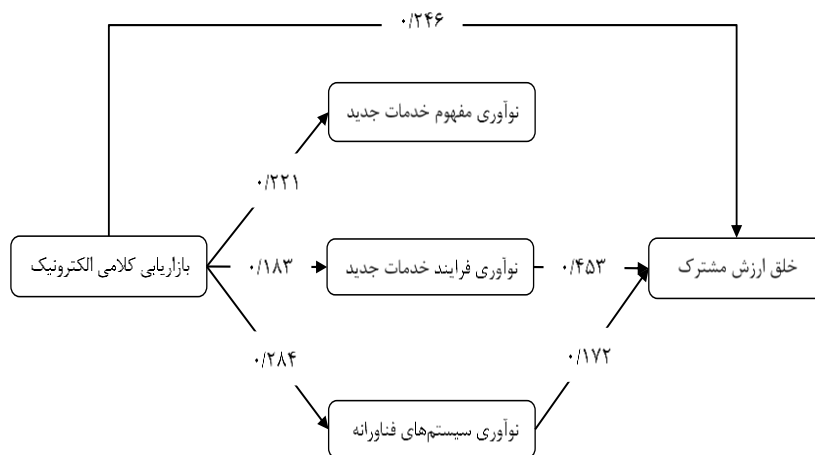 ۰/۲۴۶
نوآوری مفهوم خدمات جدید
۰/۲۲۱
خلق ارزش مشترک
۰/۴۵۳
نوآوری فرایند خدمات جدید
۰/۱۸۳
بازاریابی کلامی الکترونیک
۰/۱۷۲
۰/۲۸۴
نوآوری سیستم‌های فناورانه